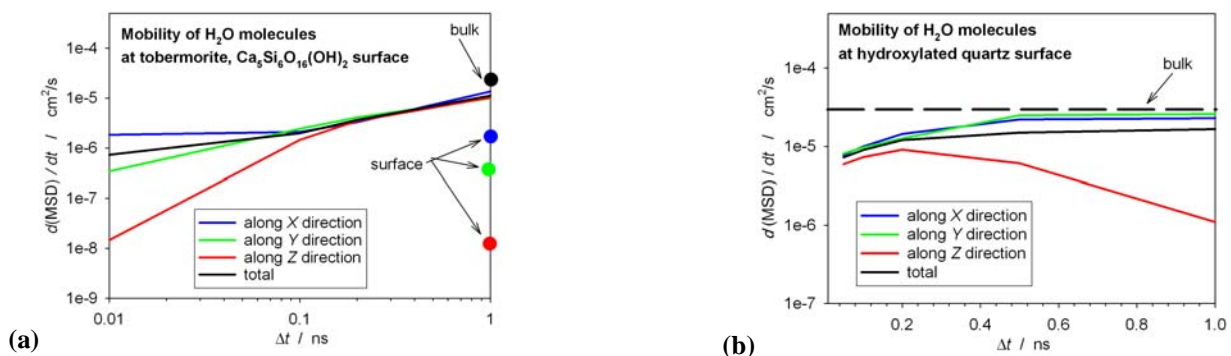 Mobility of H2O molecules
at tobermorite, Ca5Si6O16(OH)2 surface
bulk
surface
1e-4
1e-5
1e-6
1e-7
1e-8
1e-9
d(MSD) / dt / cm²/s
along X direction
along Y direction
along Z direction
total
0.01
0.1
1
Δt / ns
(a)
Mobility of H2O molecules
at hydroxylated quartz surface
bulk
1e-4
1e-5
1e-6
1e-7
d (MSD) / dt / cm²/s
along X direction
along Y direction
along Z direction
total
0.2
0.4
0.6
0.8
1.0
Δt / ns
(b)